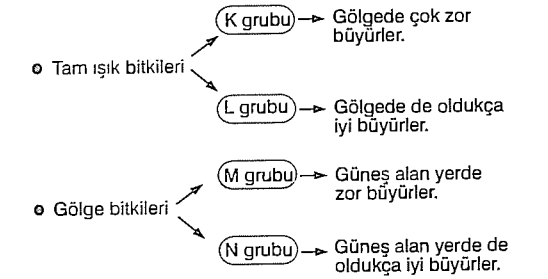 K grubu
Gölgede çok zor
büyürler.
Tam ışık bitkileri
L grubu
Gölgede de oldukça
iyi büyürler.
M grubu
Güneş alan yerde
zor büyürler.
Gölge bitkileri
N grubu
Güneş alan yerde de
oldukça iyi büyürler.